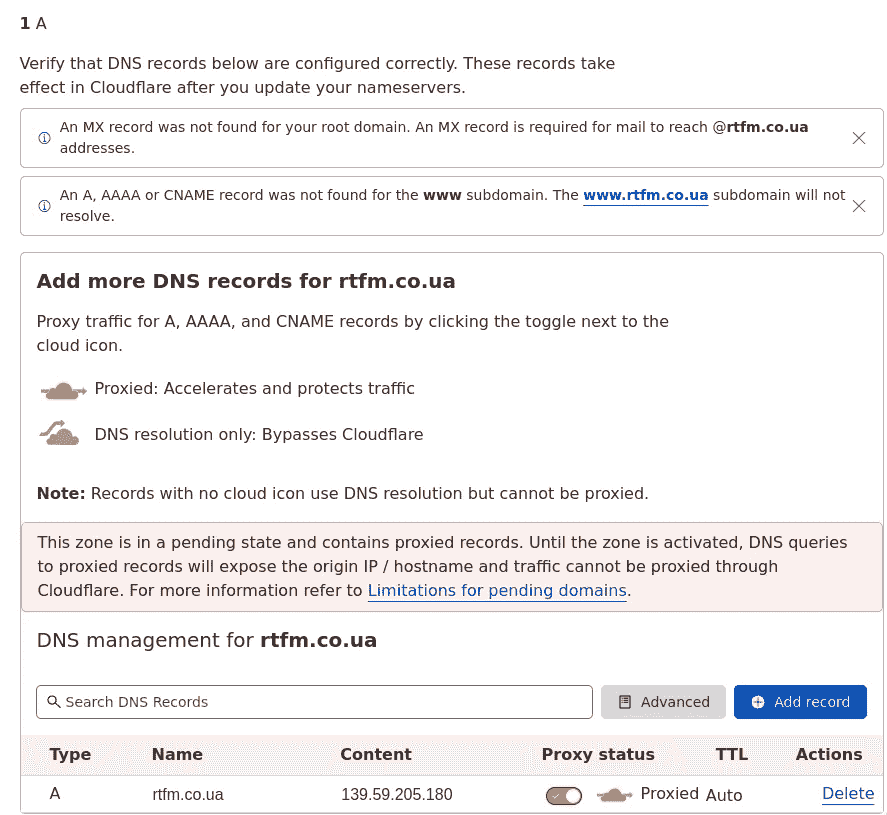 1 A
Verify that DNS records below are configured correctly. These records take
effect in Cloudflare after you update your nameservers.
An MX record was not found for your root domain. An MX record is required for mail to reach @rtfm.co.ua
addresses.
An A, AAAA or CNAME record was not found for the www subdomain. The www.rtfm.co.ua subdomain will not
resolve.
Add more DNS records for rtfm.co.ua
Proxy traffic for A, AAAA, and CNAME records by clicking the toggle next to the
cloud icon.
Proxied: Accelerates and protects traffic
DNS resolution only: Bypasses Cloudflare
Note: Records with no cloud icon use DNS resolution but cannot be proxied.
This zone is in a pending state and contains proxied records. Until the zone is activated, DNS queries
to proxied records will expose the origin IP / hostname and traffic cannot be proxied through
Cloudflare. For more information refer to Limitations for pending domains.
DNS management for rtfm.co.ua
Search DNS Records Advanced Add record
Type Name Content Proxy status TTL Actions
A rtfm.co.ua 139.59.205.180 Proxied Auto Delete